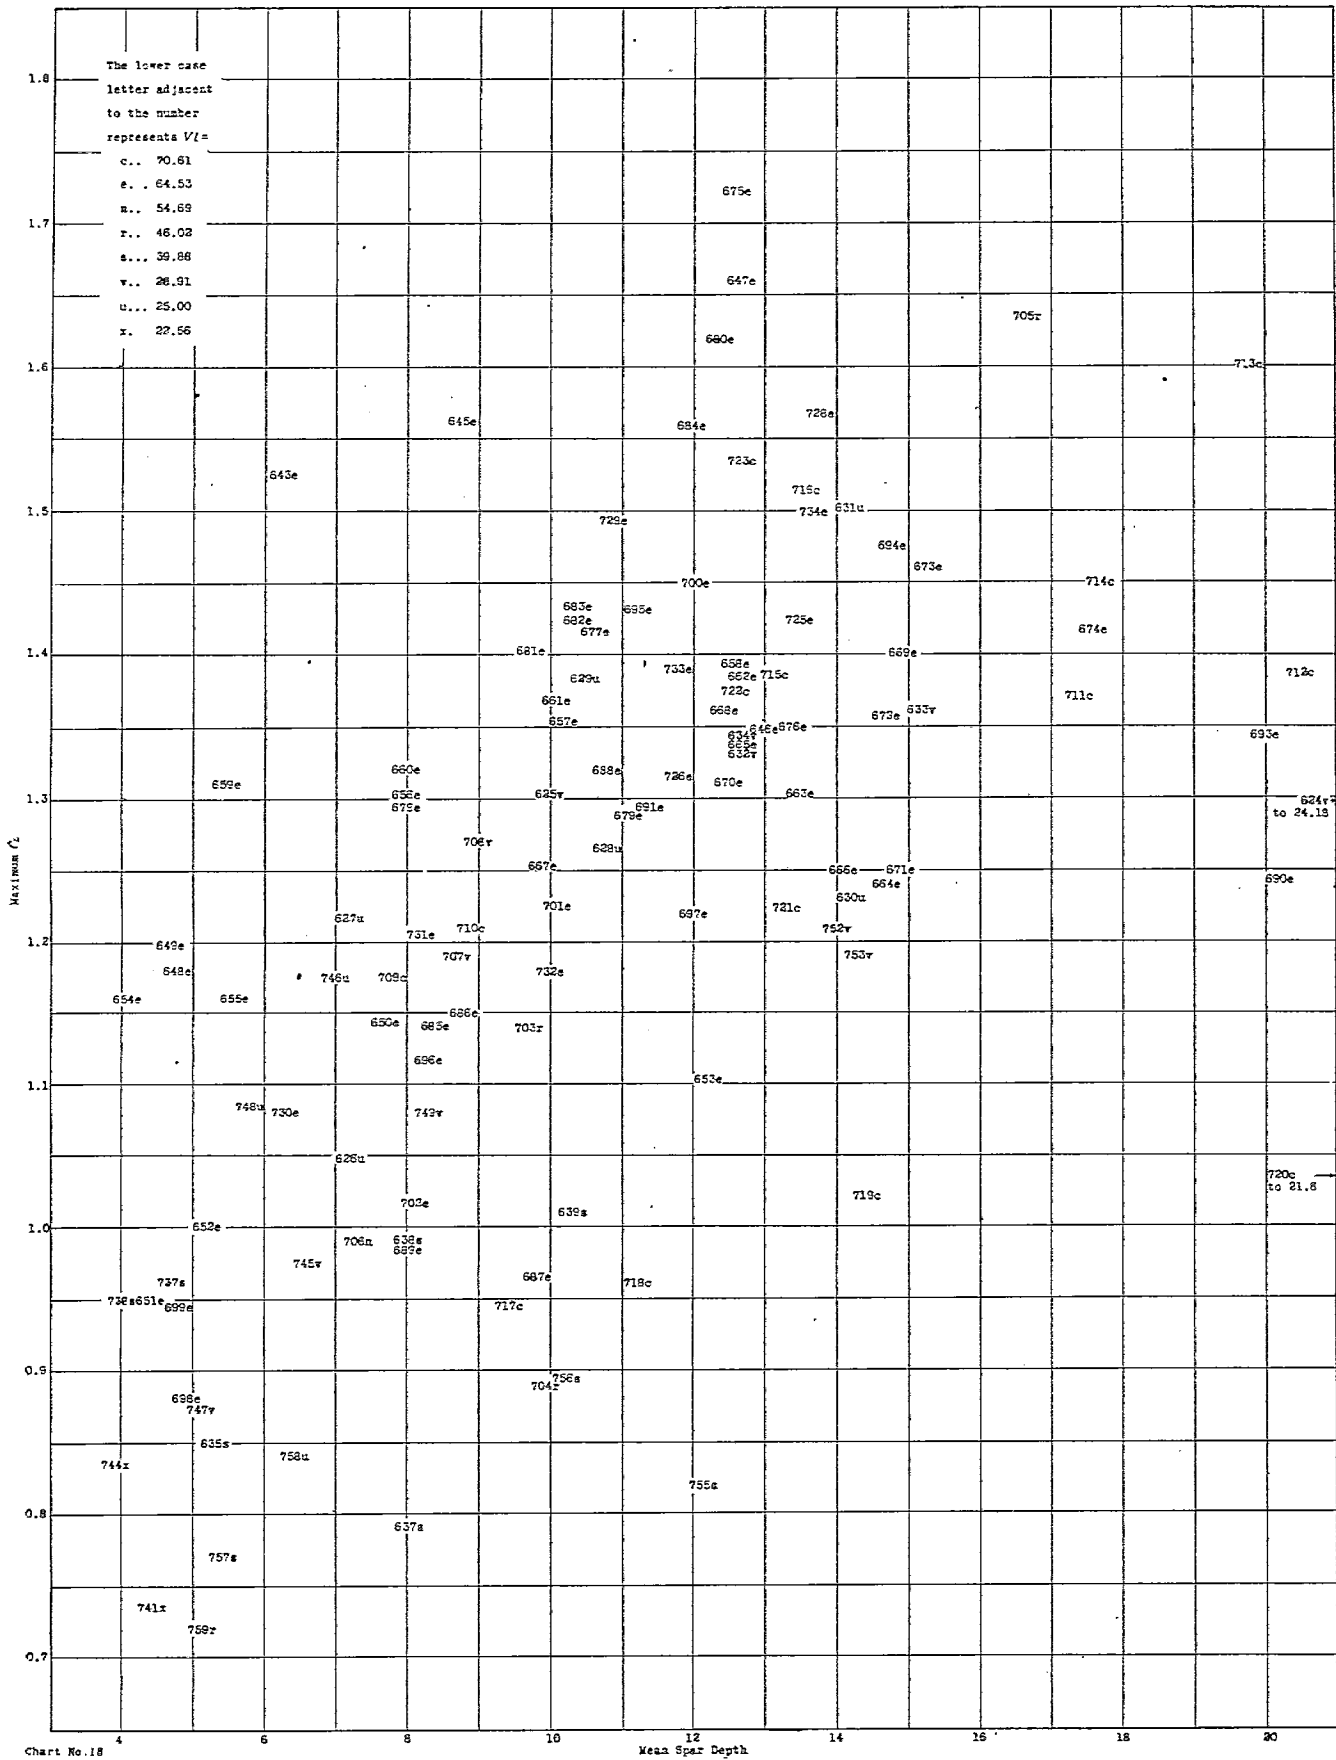 The lower case
letter adjacent
to the number
represents Vl=
c.. 70.61
e. . 64.53
n.. 54.69
r.. 46.02
s... 39.86
v.. 28.91
u... 25.00
x. 22.56
1.8
675e
1.7
647e
705r
680e
1.6
713c
645e
684e
723c
643e
1.5
734e
631u
729e
694e
673e
700e
714c
683e
695e
682e
725e
677e
674e
1.4
681e
669e
658e
733e
662e
715c
712c
629u
722c
711c
661e
668e
633v
657e
676e
693e
634v
632v
660e
688e
726e
670e
659e
1.3
656e
625v
663e
624v
691e
to 24.18
679e
628u
667e
666e
671e
690e
664e
630u
701e
721c
697e
627u
710c
752v
731e
1.2
649e
707v
753v
648e
746u
709c
732e
654e
655e
686e
650e
685e
703r
696e
1.1
653e
748u
730e
749v
626u
720c
to 21.8
719c
702e
639s
1.0
652e
638s
689e
745v
687e
718c
737s
651e
699e
717c
0.9
756s
704r
698e
747v
635s
758u
744x
755s
0.8
637s
757s
741x
759r
0.7
Maximum CL
4
6
8
10
12
14
16
18
20
Mean Spar Depth
Chart No.18